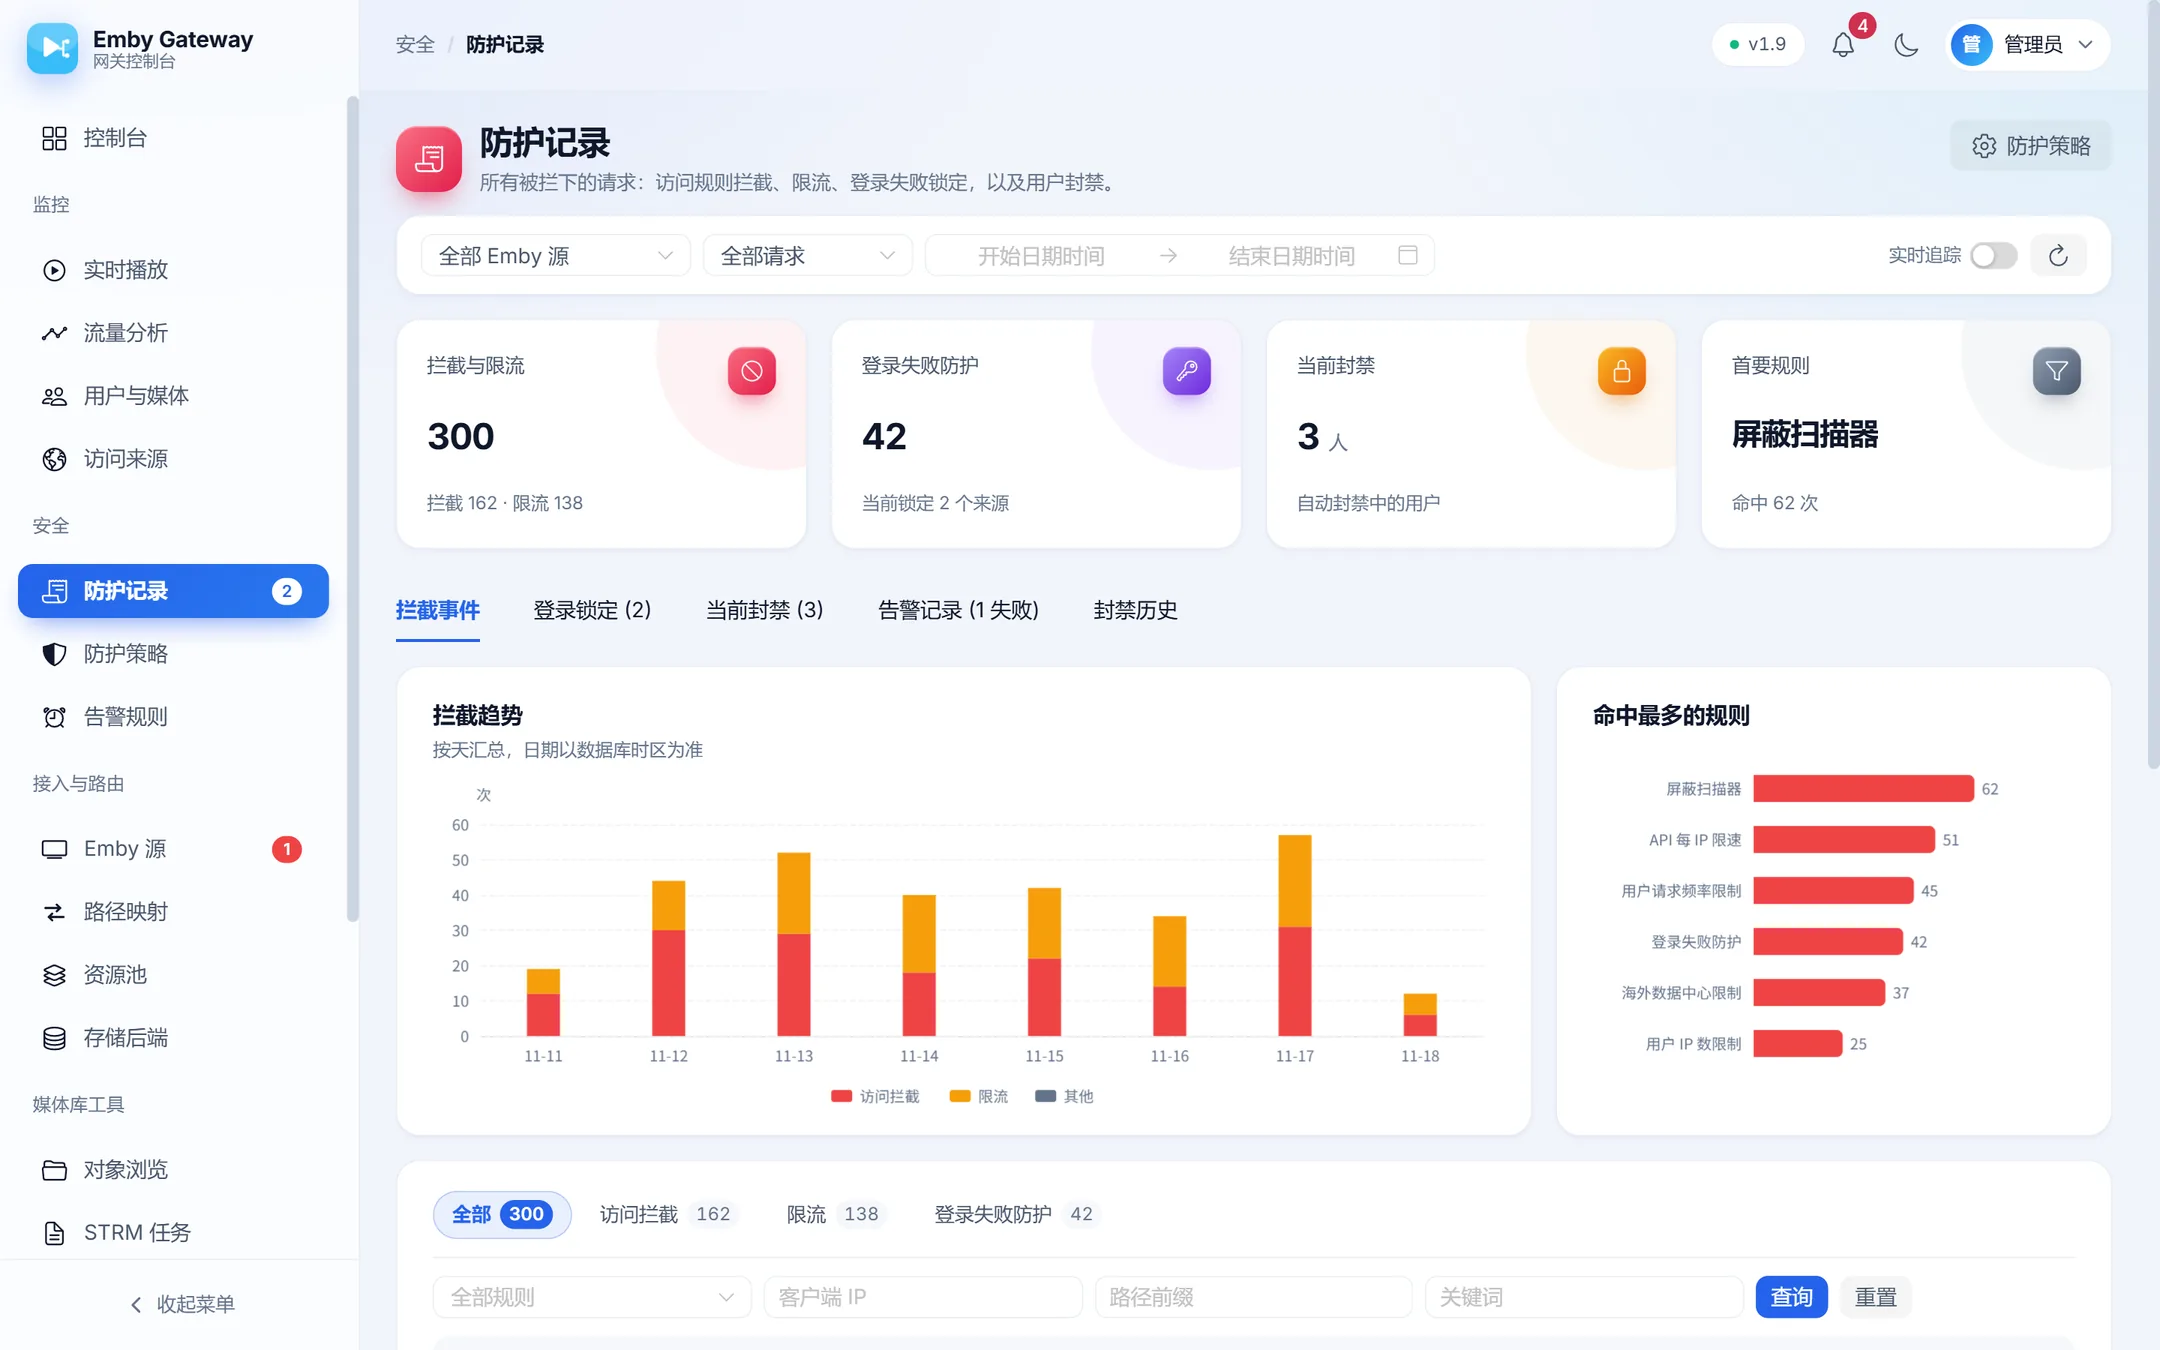 Emby Gateway
网关控制台
控制台
监控
实时播放
流量分析
用户与媒体
访问来源
安全
防护记录 2
防护策略
告警规则
接入与路由
Emby 源 1
路径映射
资源池
存储后端
媒体库工具
对象浏览
STRM 任务
收起菜单
安全 / 防护记录
v1.9
4
管 管理员
防护记录
所有被拦下的请求：访问规则拦截、限流、登录失败锁定，以及用户封禁。
防护策略
全部 Emby 源
全部请求
开始日期时间
结束日期时间
实时追踪
拦截与限流
300
拦截 162 · 限流 138
登录失败防护
42
当前锁定 2 个来源
当前封禁
3 人
自动封禁中的用户
首要规则
屏蔽扫描器
命中 62 次
拦截事件
登录锁定 (2)
当前封禁 (3)
告警记录 (1 失败)
封禁历史
拦截趋势
按天汇总，日期以数据库时区为准
次
60
50
40
30
20
10
0
11-11
11-12
11-13
11-14
11-15
11-16
11-17
11-18
访问拦截
限流
其他
命中最多的规则
屏蔽扫描器 62
API 每 IP 限速 51
用户请求频率限制 45
登录失败防护 42
海外数据中心限制 37
用户 IP 数限制 25
全部 300
访问拦截 162
限流 138
登录失败防护 42
全部规则
客户端 IP
路径前缀
关键词
查询
重置